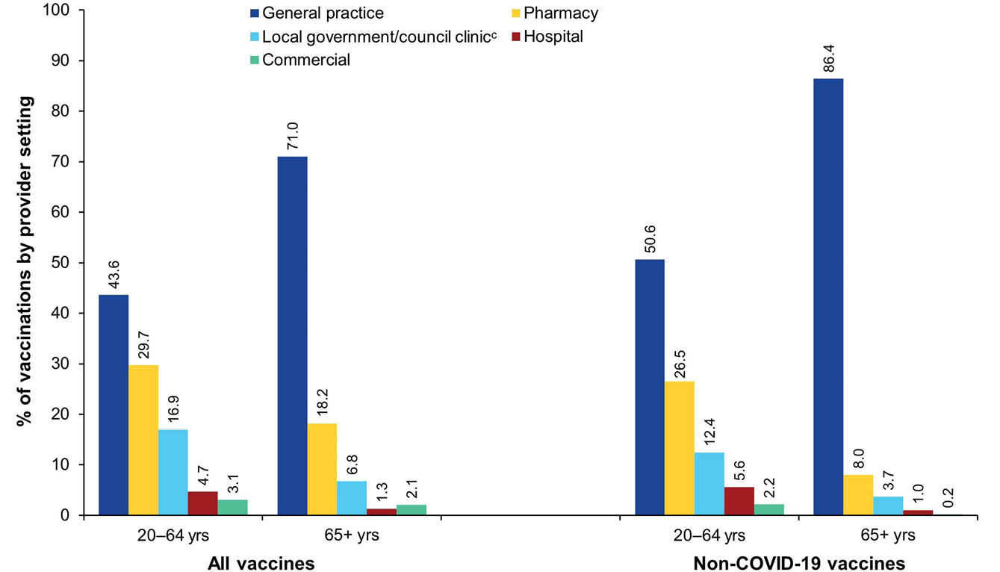 % of vaccinations by provider setting
100
90
80
70
60
50
40
30
20
10
0
General practice
Pharmacy
Local government/council clinicᶜ
Hospital
Commercial
43.6
29.7
16.9
4.7
3.1
71.0
18.2
6.8
1.3
2.1
50.6
26.5
12.4
5.6
2.2
86.4
8.0
3.7
1.0
0.2
20–64 yrs
65+ yrs
20–64 yrs
65+ yrs
All vaccines
Non-COVID-19 vaccines